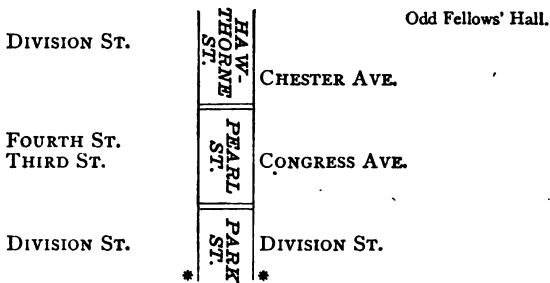 Odd Fellows' Hall.
DIVISION ST.
HAW-
THORNE
ST.
CHESTER AVE.
FOURTH ST.
THIRD ST.
PEARL
ST.
CONGRESS AVE.
DIVISION ST.
PARK
ST.
DIVISION ST.
* *